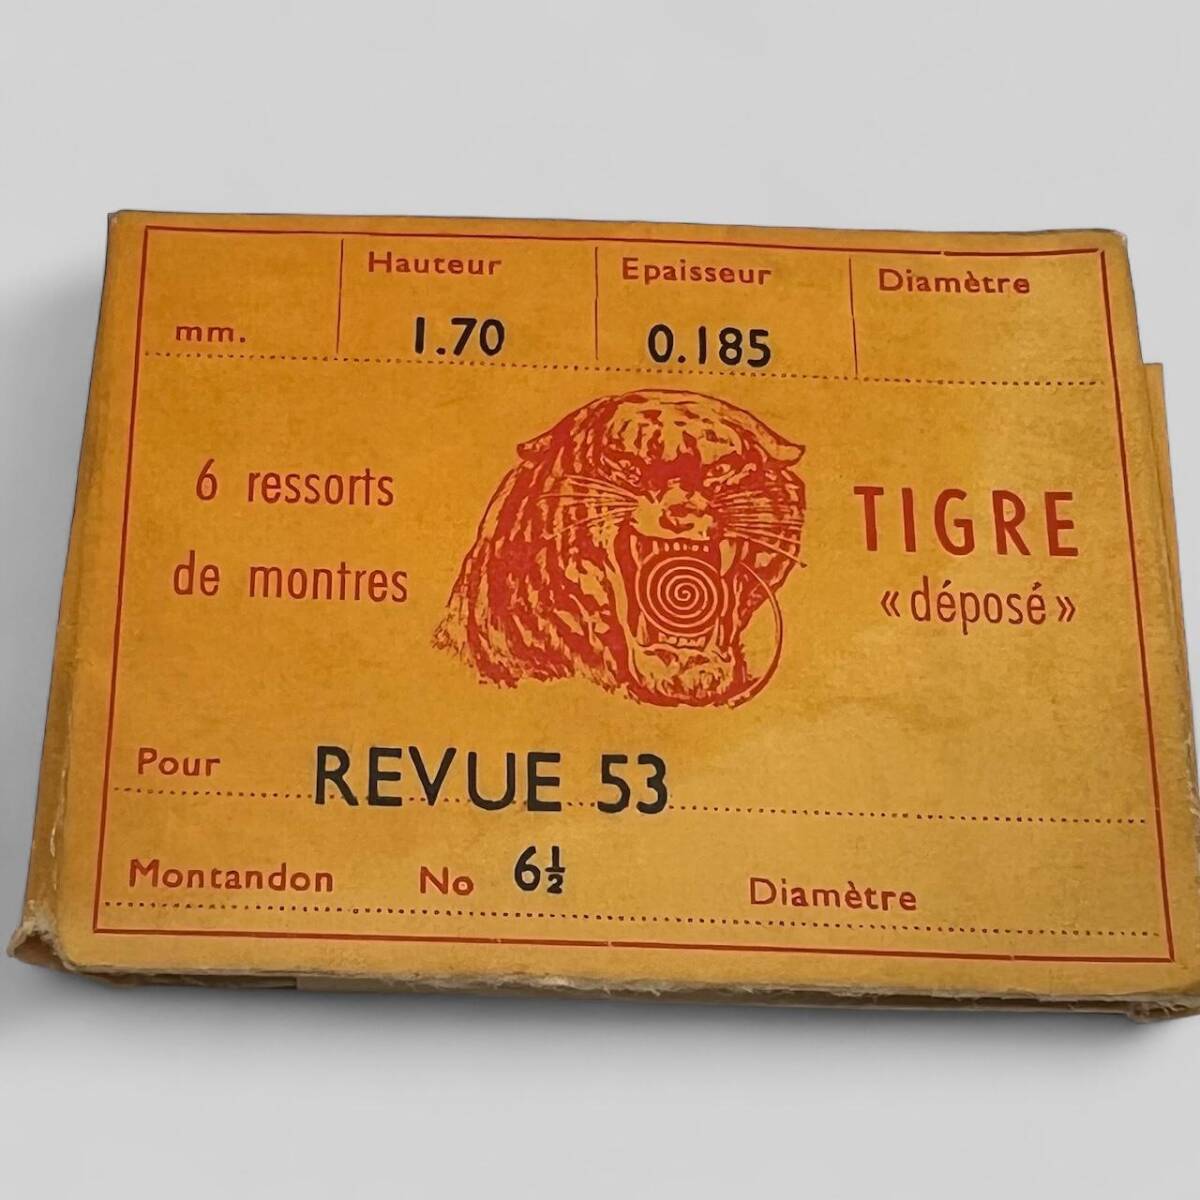 Hauteur Epaisseur Diamètre
mm. 1.70 0.185
6 ressorts
de montres
TIGRE
«déposé»
Pour REVUE 53
Montandon No 6½ Diamètre